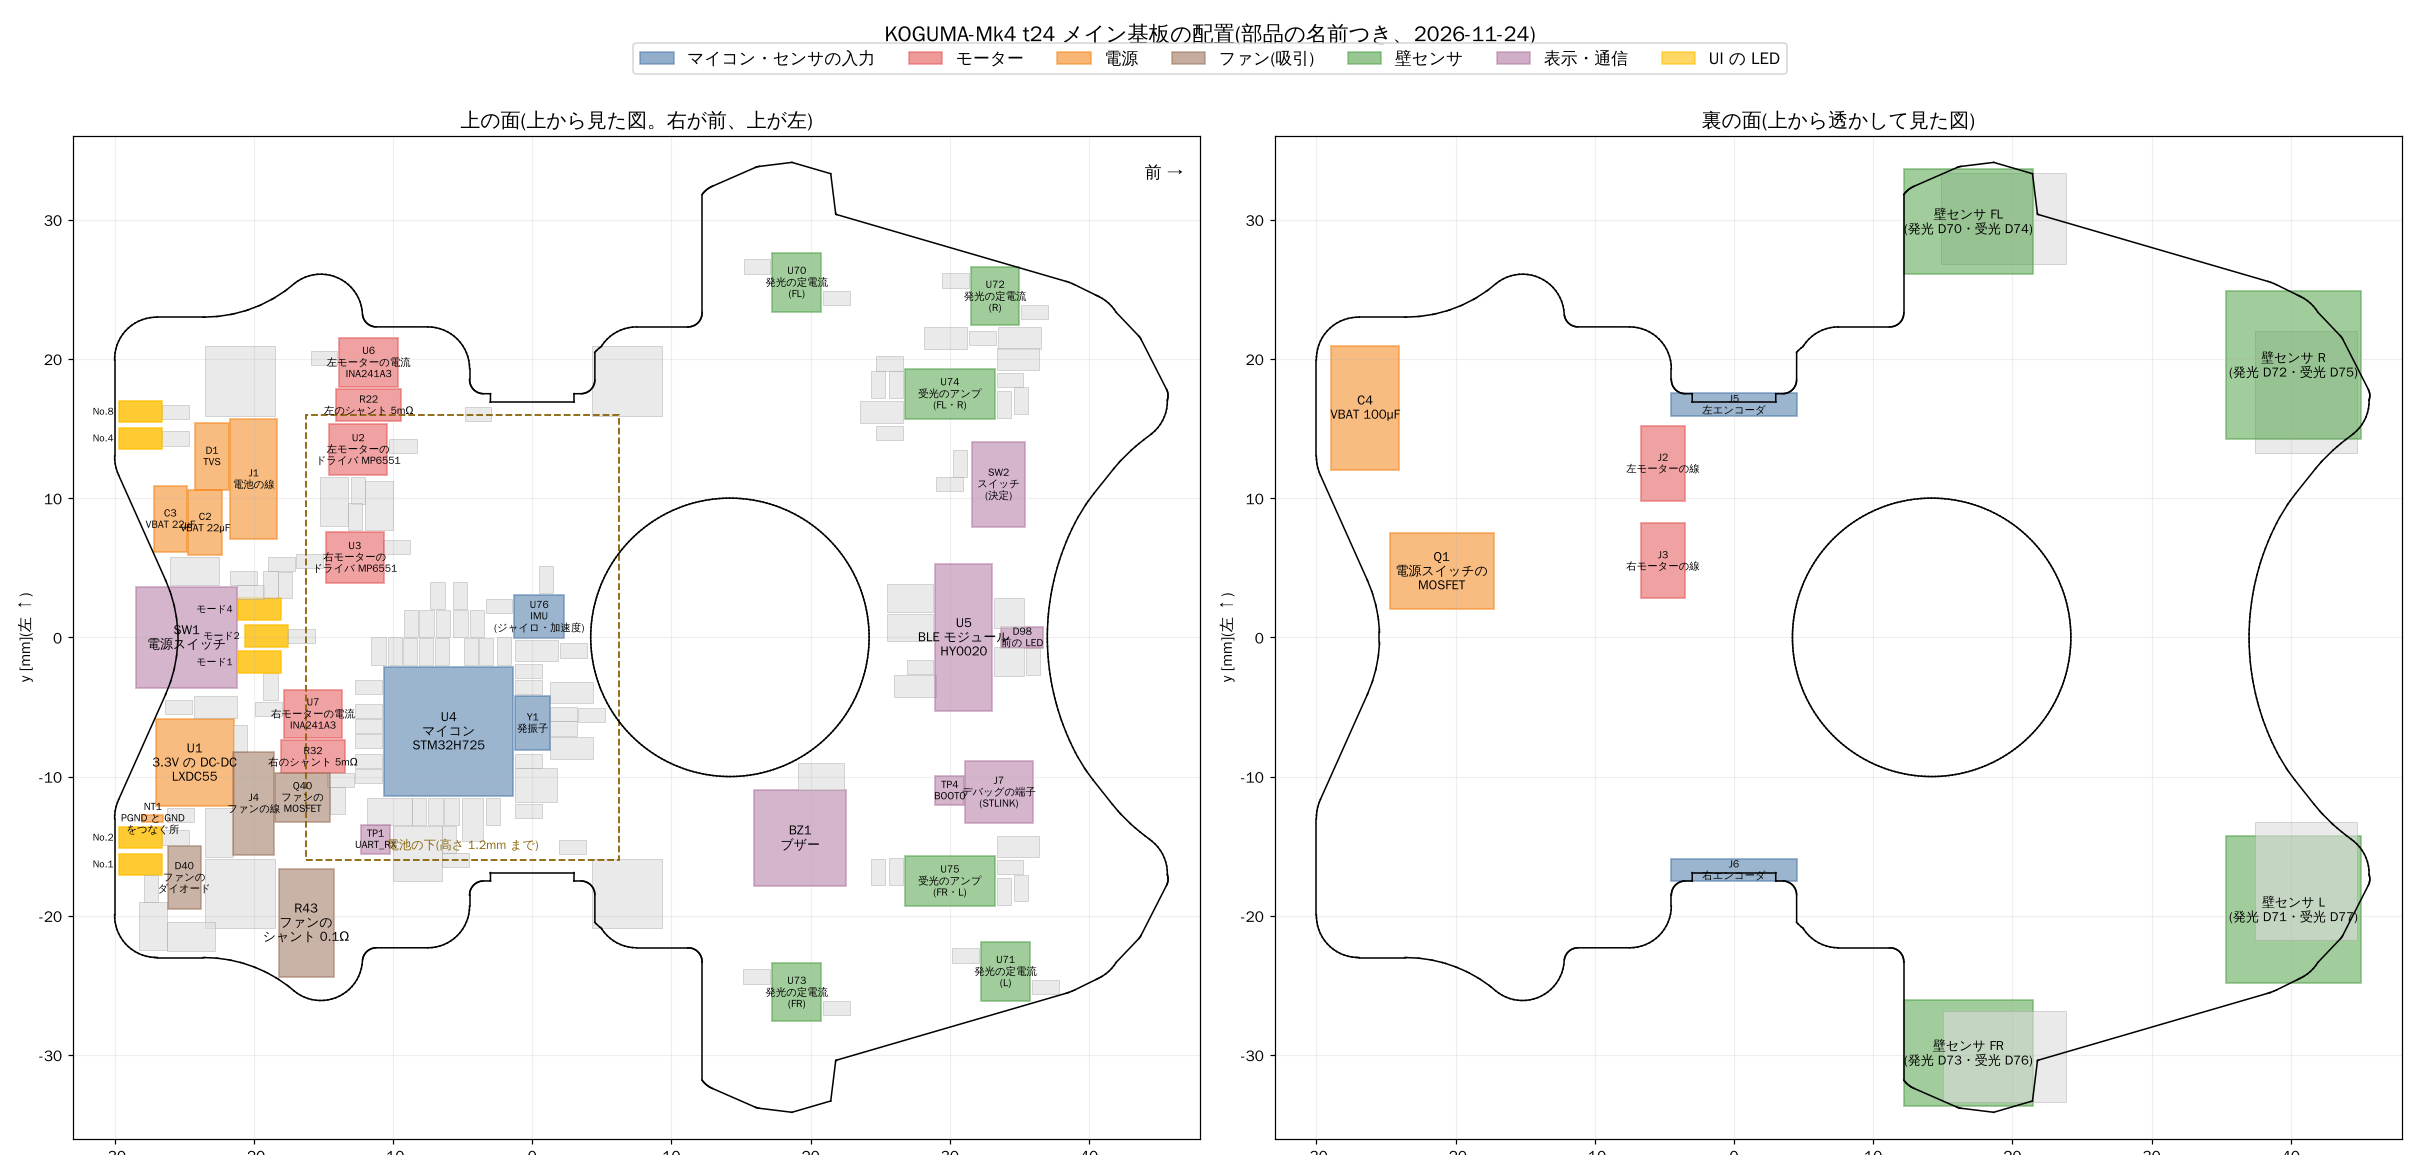 KOGUMA-Mk4 t24 メイン基板の配置(部品の名前つき、2026-11-24)
マイコン・センサの入力
モーター
電源
ファン(吸引)
壁センサ
表示・通信
UI の LED
上の面(上から見た図。右が前、上が左)
前 →
y [mm](左 ↑)
30
20
10
0
-10
-20
-30
U70
発光の定電流
(FL)
U72
発光の定電流
(R)
U6
左モーターの電流
INA241A3
R22
左のシャント 5mΩ
U2
左モーターの
ドライバ MP6551
U3
右モーターの
ドライバ MP6551
No.8
No.4
D1
TVS
J1
電池の線
C3
VBAT 22μF
C2
VBAT 22μF
U74
受光のアンプ
(FL・R)
SW2
スイッチ
(決定)
モード4
モード2
モード1
SW1
電源スイッチ
U76
IMU
(ジャイロ・加速度)
U5
BLE モジュール
HY0020
D98
前の LED
U7
右モーターの電流
INA241A3
R32
右のシャント 5mΩ
U4
マイコン
STM32H725
Y1
発振子
U1
3.3V の DC-DC
LXDC55
J4
ファンの線
Q40
ファンの
MOSFET
NT1
PGND と GND
をつなぐ所
No.2
No.1
TP1
UART_RX
電池の下(高さ 1.2mm まで)
D40
ファンの
ダイオード
R43
ファンの
シャント 0.1Ω
BZ1
ブザー
TP4
BOOT0
J7
デバッグの端子
(STLINK)
U75
受光のアンプ
(FR・L)
U73
発光の定電流
(FR)
U71
発光の定電流
(L)
裏の面(上から透かして見た図)
y [mm](左 ↑)
30
20
10
0
-10
-20
-30
壁センサ FL
(発光 D70・受光 D74)
壁センサ R
(発光 D72・受光 D75)
C4
VBAT 100μF
J5
左エンコーダ
J2
左モーターの線
Q1
電源スイッチの
MOSFET
J3
右モーターの線
J6
右エンコーダ
壁センサ L
(発光 D71・受光 D77)
壁センサ FR
(発光 D73・受光 D76)